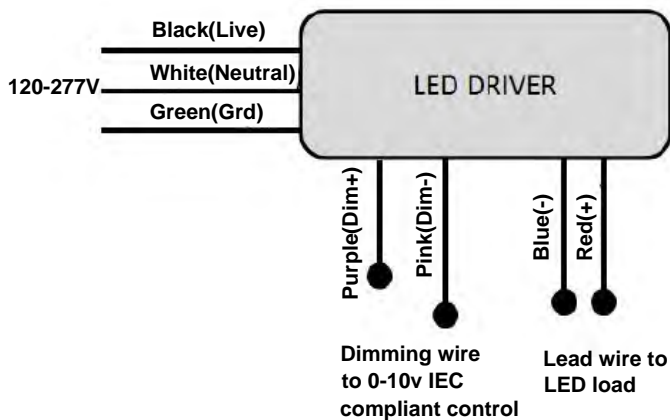 Black(Live)
120-277V
White(Neutral)
Green(Grd)
LED DRIVER
Purple(Dim+)
Pink(Dim-)
Blue(-)
Red(+)
Dimming wire
to 0-10v IEC
compliant control
Lead wire to
LED load